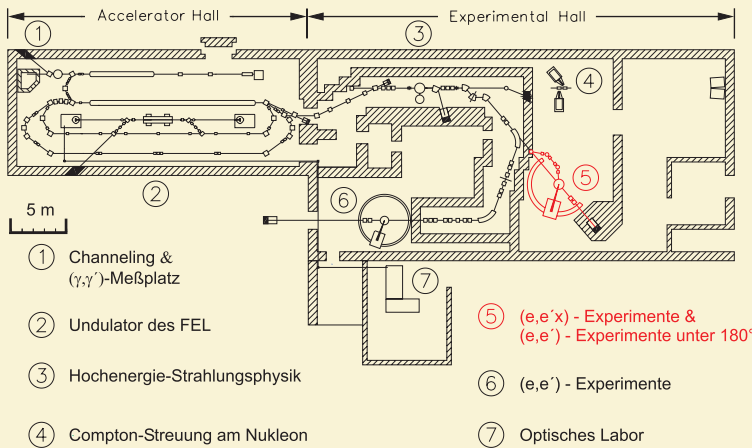 Accelerator Hall
Experimental Hall
1
3
4
2
5 m
6
5
7
1 Channeling &
(γ,γ´)-Meßplatz
2 Undulator des FEL
3 Hochenergie-Strahlungsphysik
4 Compton-Streuung am Nukleon
5 (e,e´x) - Experimente &
(e,e´) - Experimente unter 180°
6 (e,e´) - Experimente
7 Optisches Labor